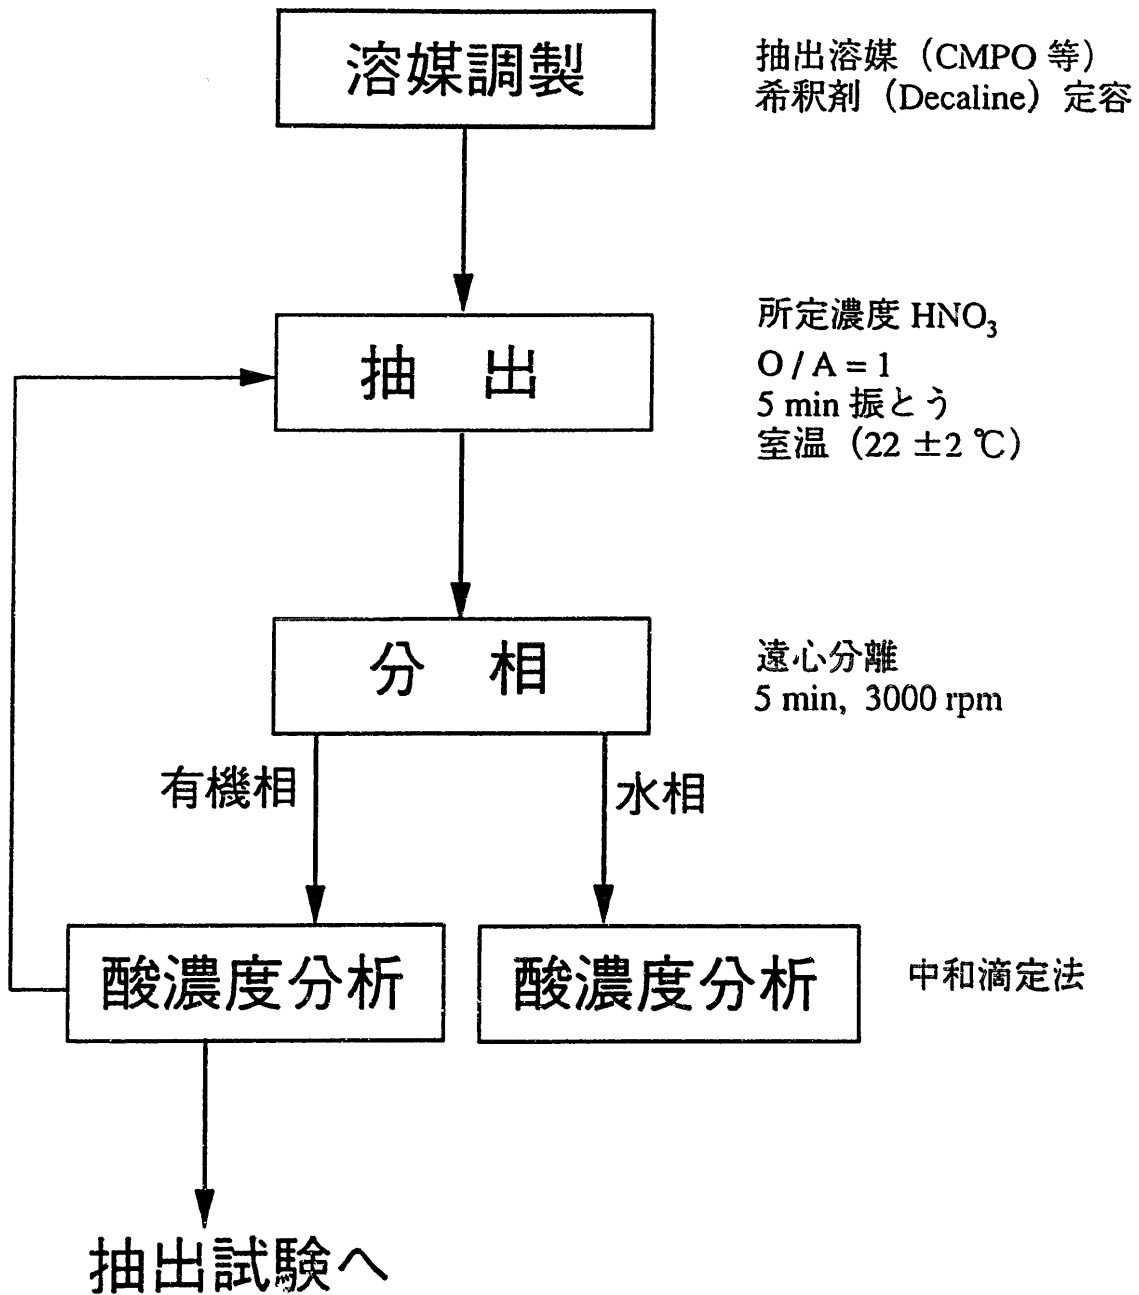 溶媒調製
抽出溶媒（CMPO 等）
希釈剤（Decaline）定容
抽　出
所定濃度 HNO₃
O / A = 1
5 min 振とう
室温（22 ±2 ℃）
分　相
遠心分離
5 min, 3000 rpm
有機相
水相
酸濃度分析
酸濃度分析
中和滴定法
抽出試験へ